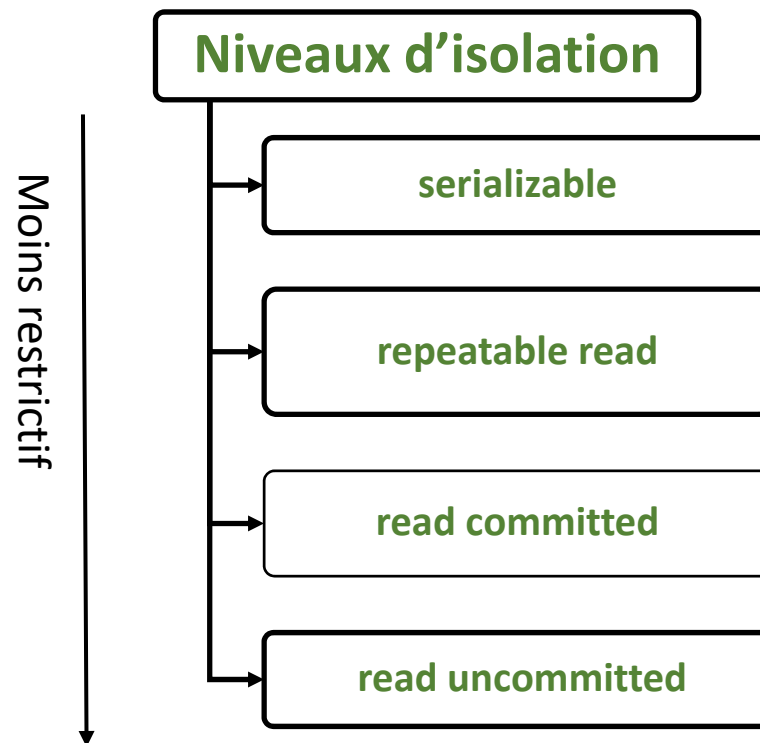 Niveaux d’isolation
Moins restrictif
serializable
repeatable read
read committed
read uncommitted